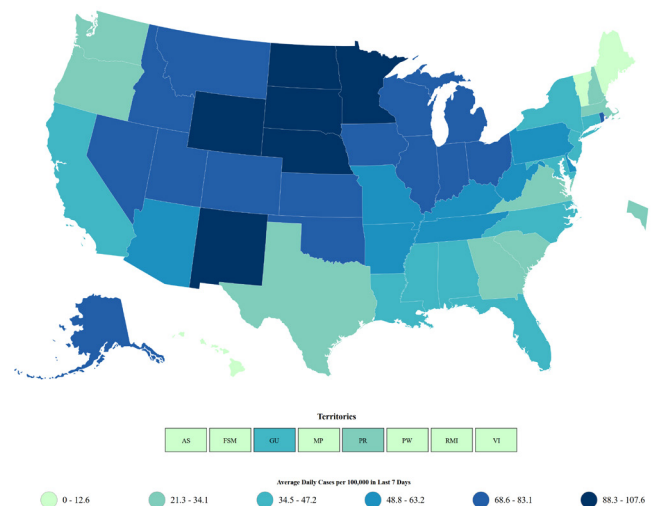 Territories
AS FSM GU MP PR PW RMI VI
Average Daily Cases per 100,000 in Last 7 Days
0 - 12.6 21.3 - 34.1 34.5 - 47.2 48.8 - 63.2 68.6 - 83.1 88.3 - 107.6